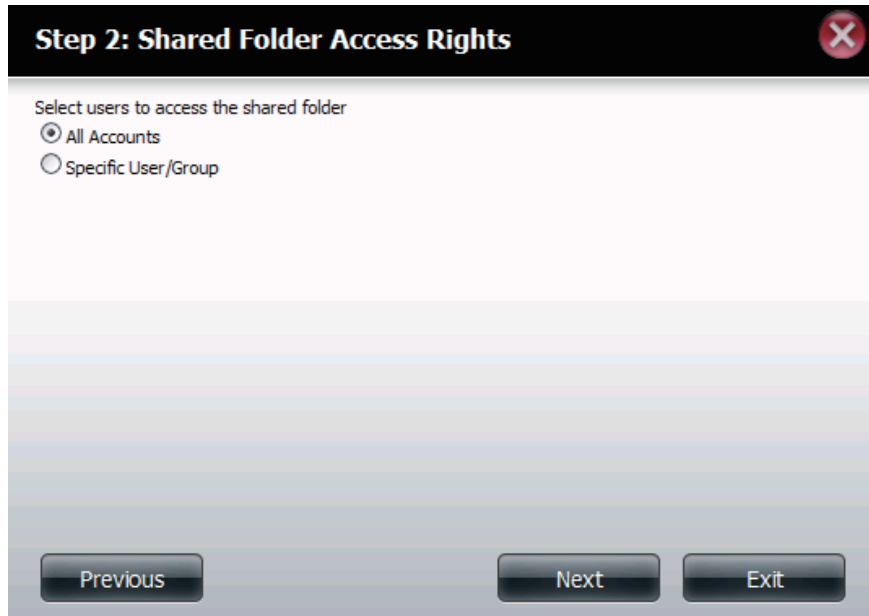 Step 2: Shared Folder Access Rights
Select users to access the shared folder
All Accounts
Specific User/Group
Previous
Next
Exit